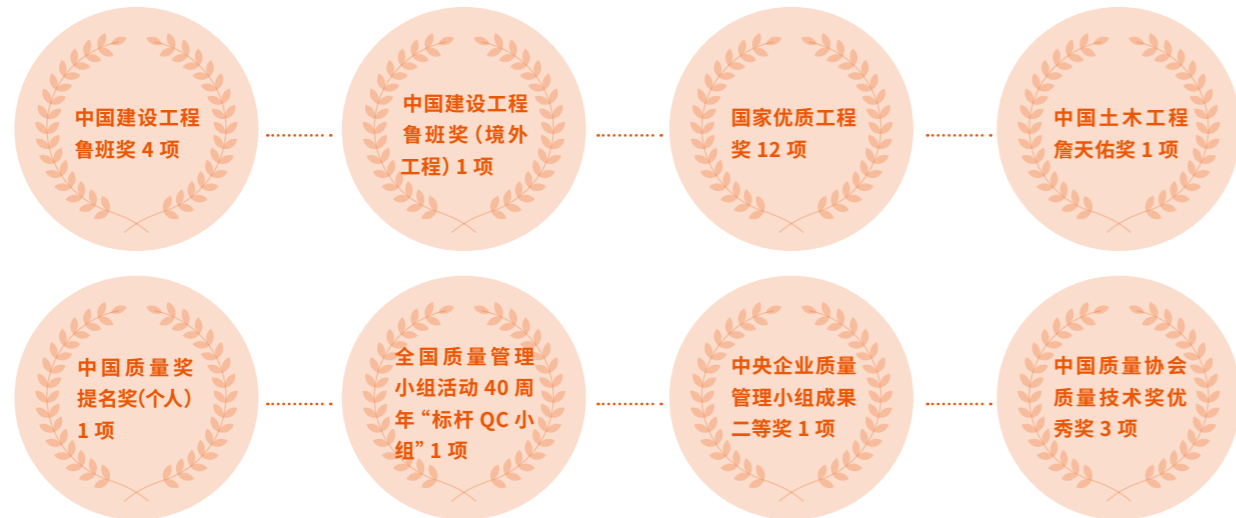 中国建设工程
鲁班奖 4 项
中国建设工程
鲁班奖（境外
工程）1 项
国家优质工程
奖 12 项
中国土木工程
詹天佑奖 1 项
中国质量奖
提名奖（个人）
1 项
全国质量管理
小组活动 40 周
年“标杆 QC 小
组”1 项
中央企业质量
管理小组成果
二等奖 1 项
中国质量协会
质量技术奖优
秀奖 3 项